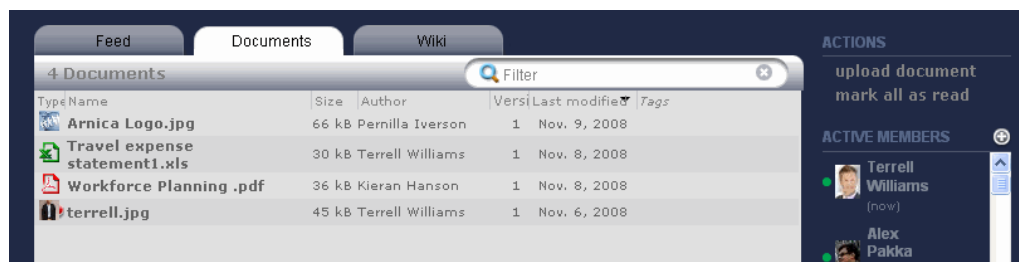 Feed Documents Wiki
4 Documents Filter
Type Name Size Author Versi Last modified Tags
Arnica Logo.jpg 66 kB Pernilla Iverson 1 Nov. 9, 2008
Travel expense
statement1.xls 30 kB Terrell Williams 1 Nov. 8, 2008
Workforce Planning .pdf 36 kB Kieran Hanson 1 Nov. 8, 2008
terrell.jpg 45 kB Terrell Williams 1 Nov. 6, 2008
ACTIONS
upload document
mark all as read
ACTIVE MEMBERS
Terrell
Williams
(now)
Alex
Pakka